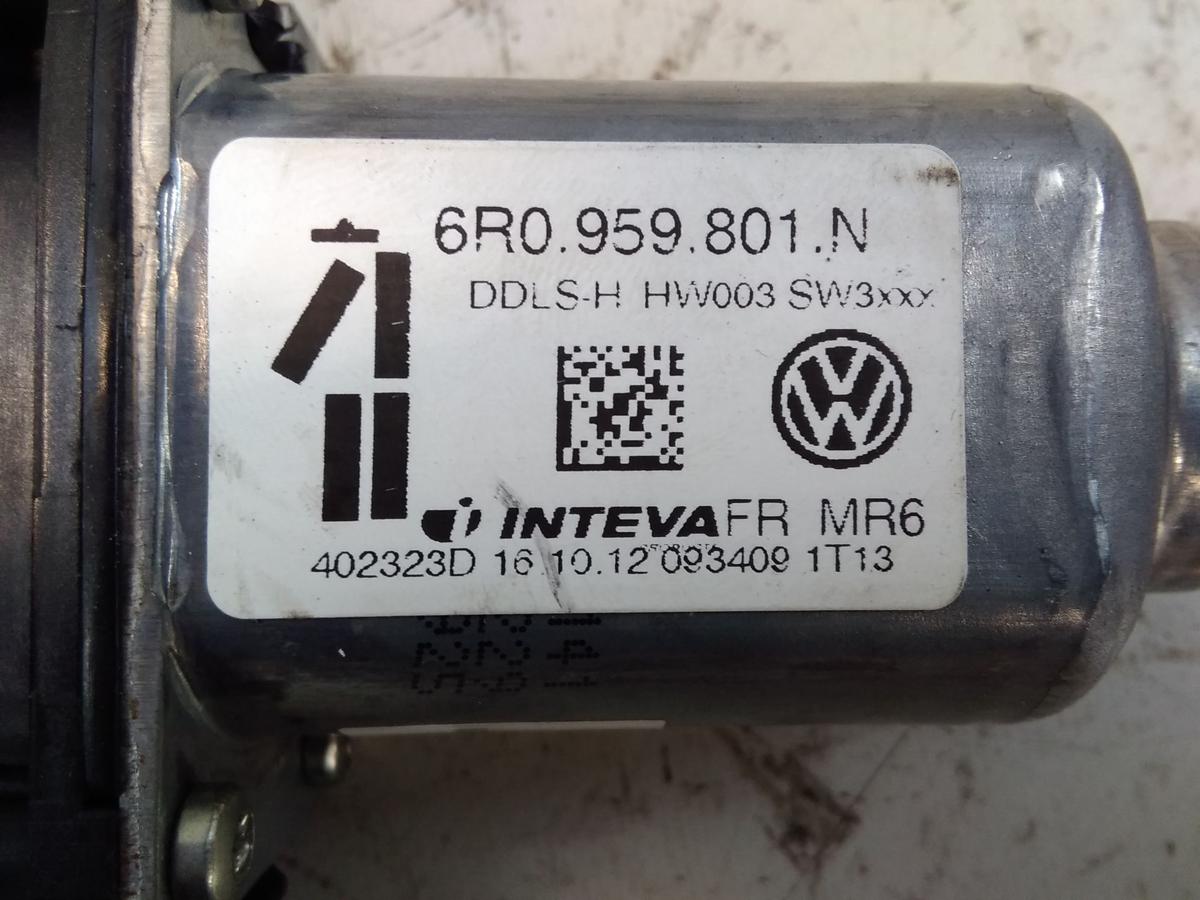 6R0.959.801.N
DDLS-H HW003 SW3xxx
INTEVA FR MR6
402323D 16.10.12 093409 1T13